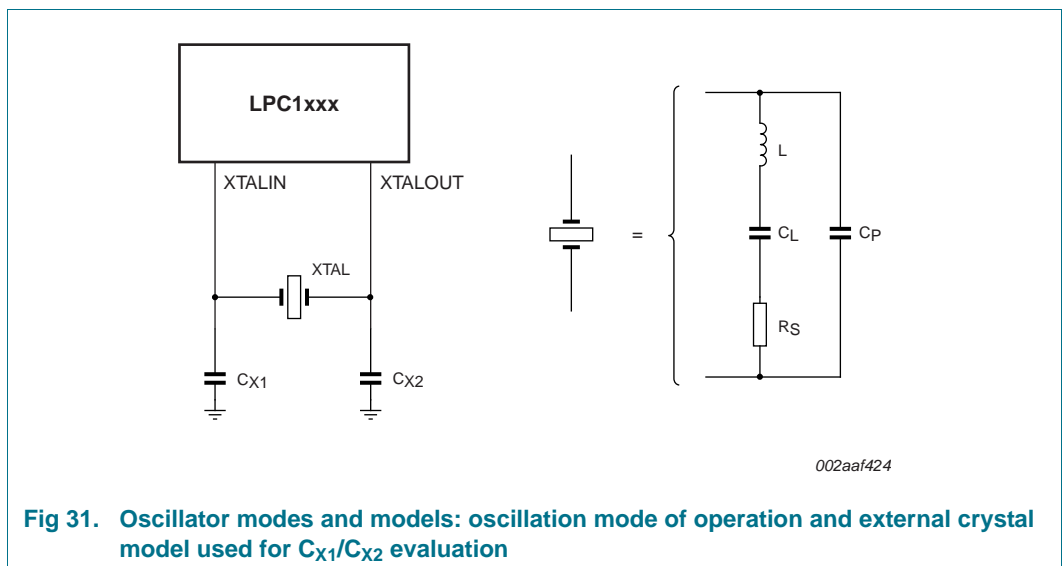 LPC1xxx
XTALIN
XTALOUT
XTAL
CX1
CX2
=
L
CL
CP
RS
002aaf424
Fig 31. Oscillator modes and models: oscillation mode of operation and external crystal
model used for CX1/CX2 evaluation